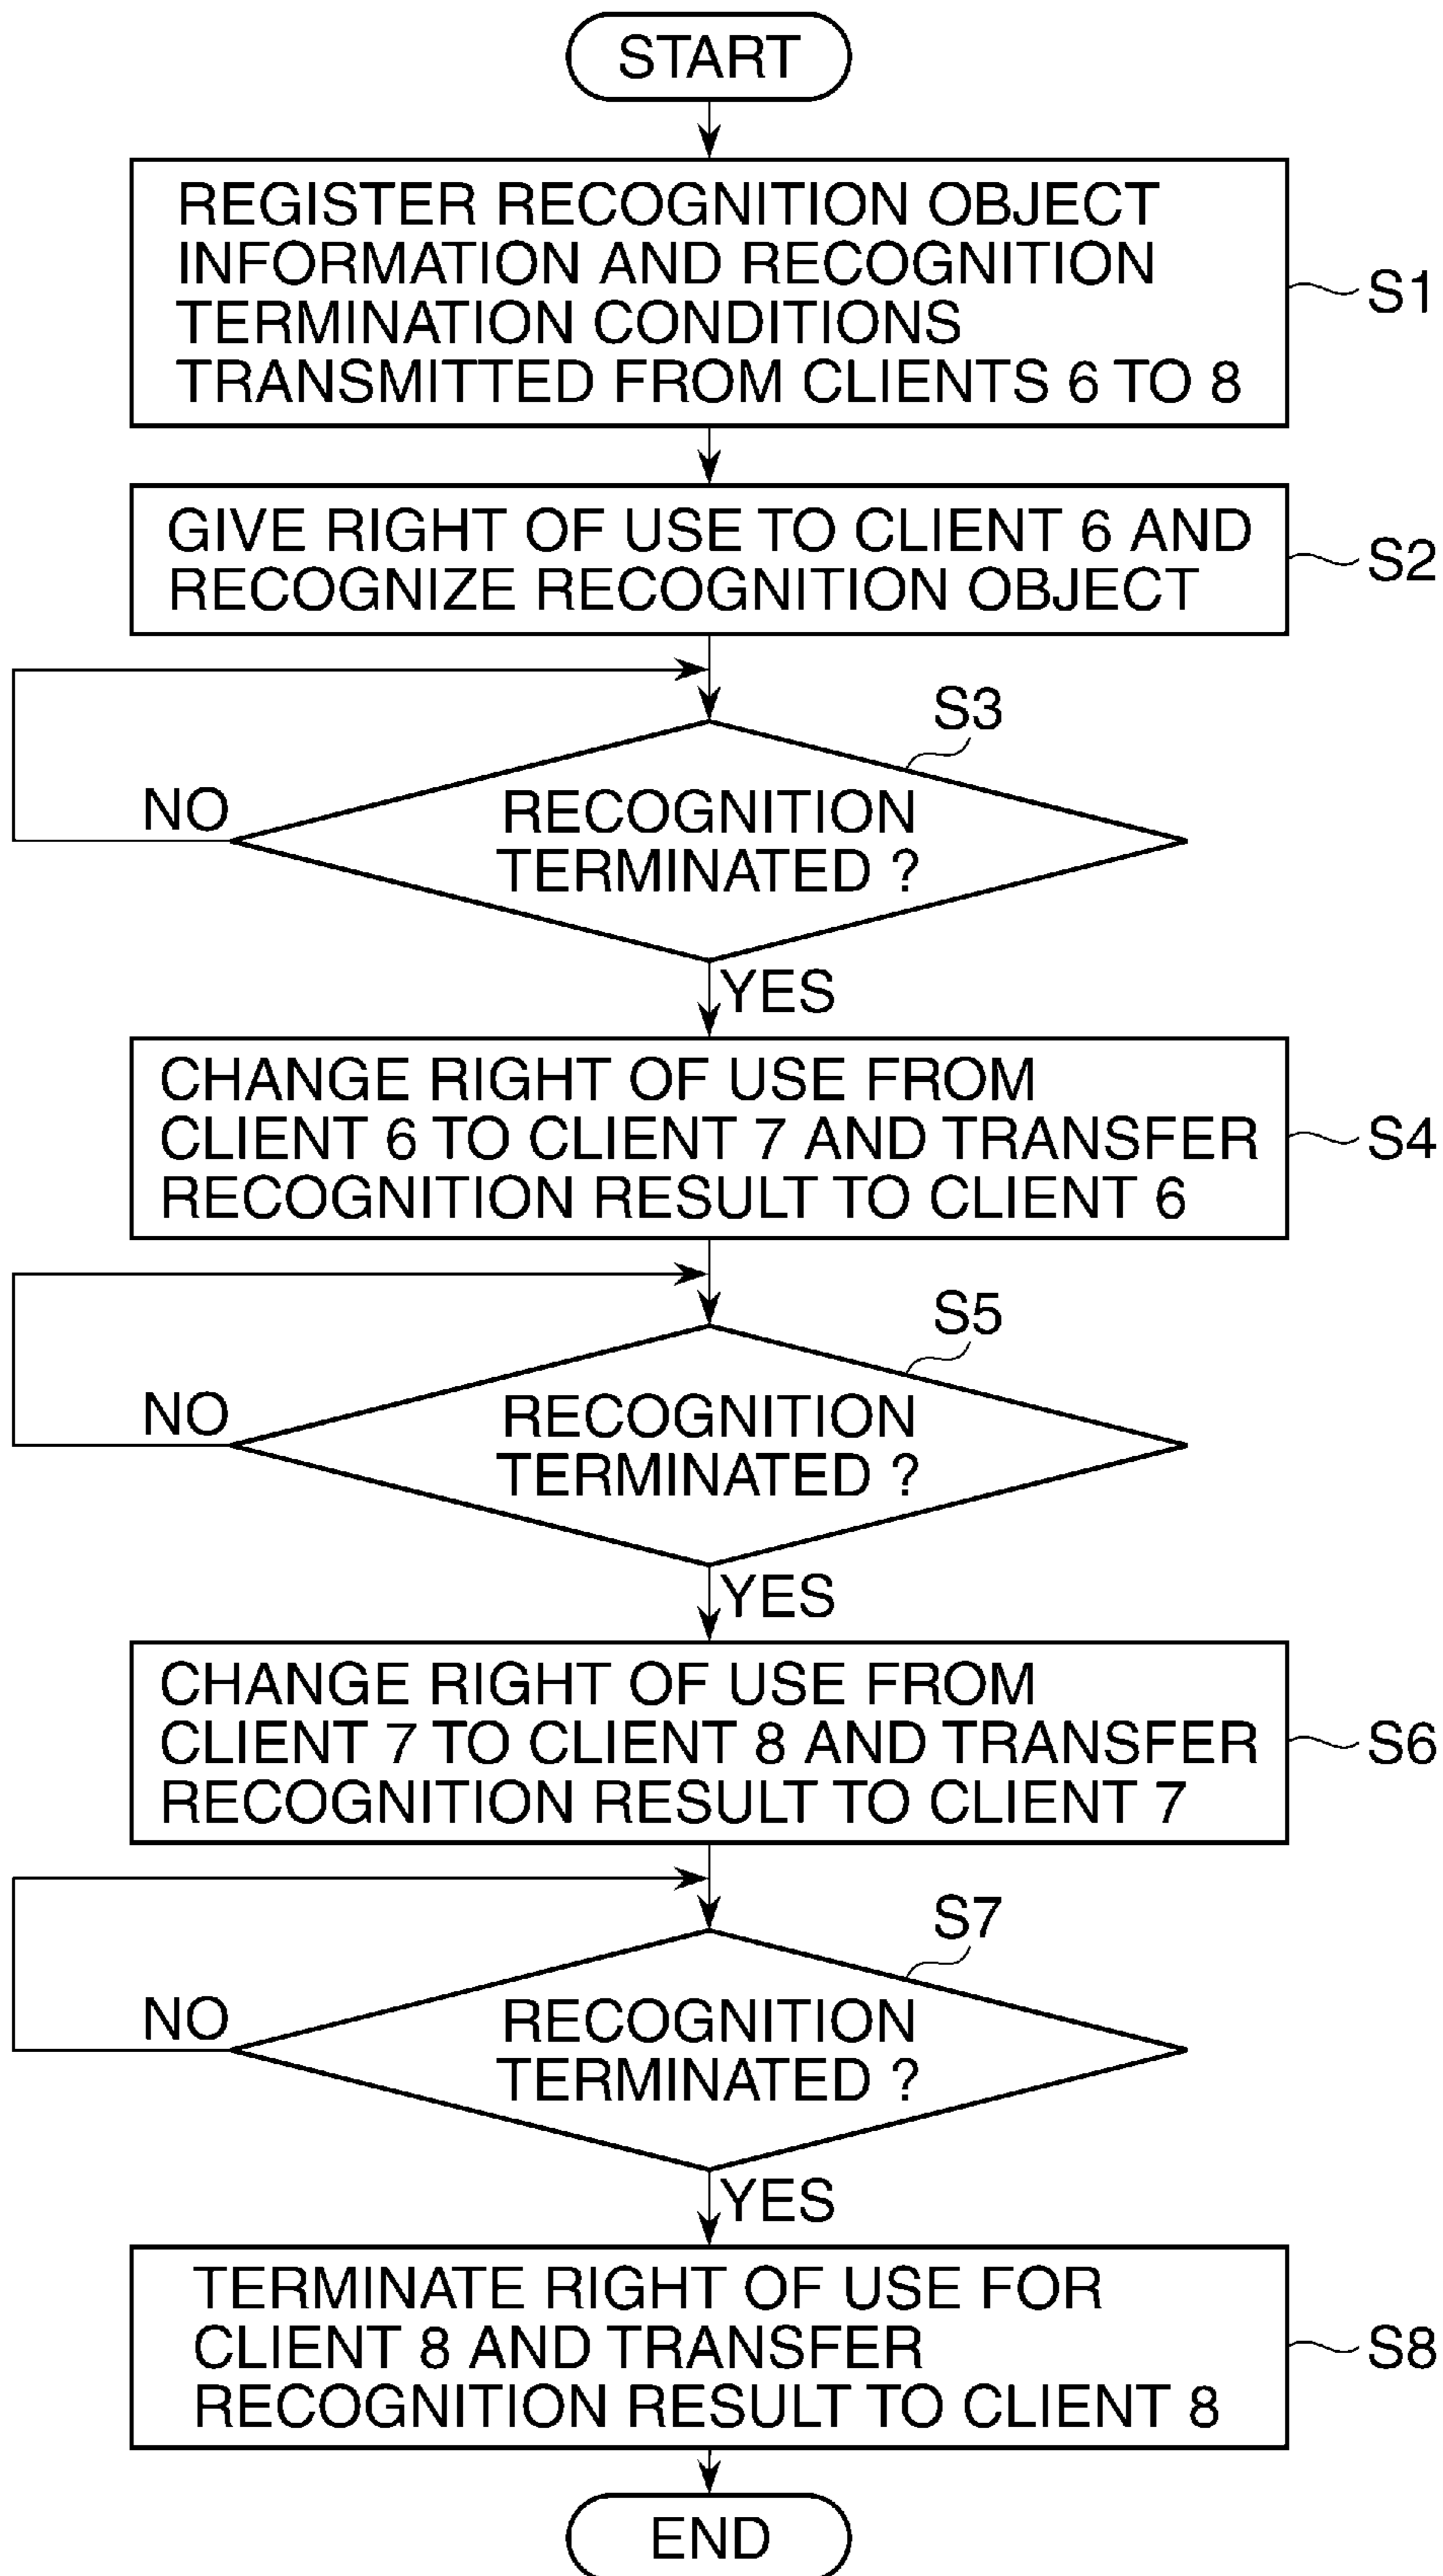 START
REGISTER RECOGNITION OBJECT
INFORMATION AND RECOGNITION
TERMINATION CONDITIONS
TRANSMITTED FROM CLIENTS 6 TO 8
S1
GIVE RIGHT OF USE TO CLIENT 6 AND
RECOGNIZE RECOGNITION OBJECT
S2
S3
RECOGNITION
TERMINATED ?
NO
YES
CHANGE RIGHT OF USE FROM
CLIENT 6 TO CLIENT 7 AND TRANSFER
RECOGNITION RESULT TO CLIENT 6
S4
S5
RECOGNITION
TERMINATED ?
NO
YES
CHANGE RIGHT OF USE FROM
CLIENT 7 TO CLIENT 8 AND TRANSFER
RECOGNITION RESULT TO CLIENT 7
S6
S7
RECOGNITION
TERMINATED ?
NO
YES
TERMINATE RIGHT OF USE FOR
CLIENT 8 AND TRANSFER
RECOGNITION RESULT TO CLIENT 8
S8
END